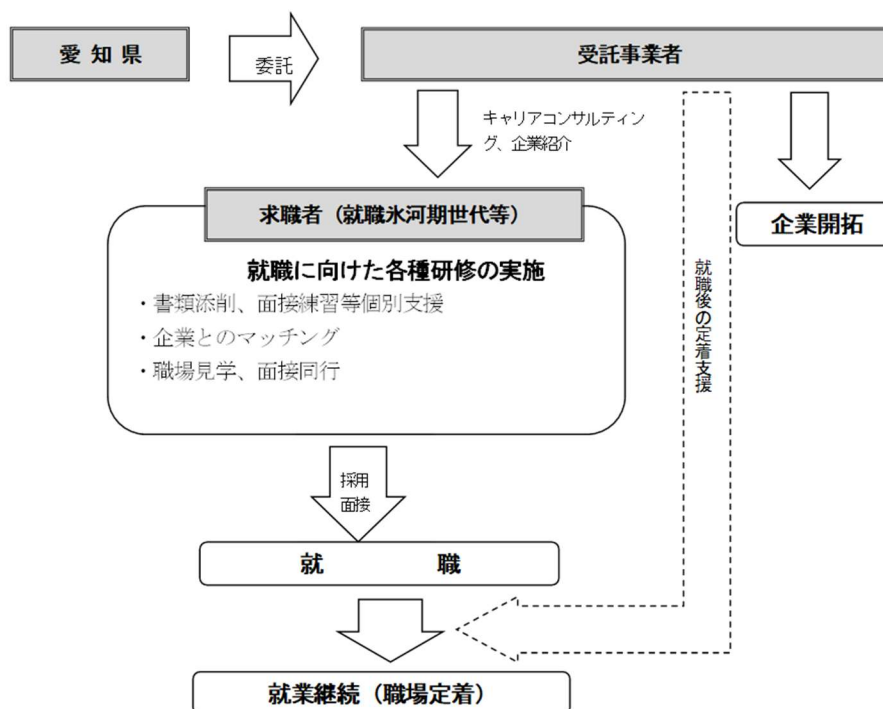 愛 知 県
委託
受託事業者
キャリアコンサルティン
グ、企業紹介
求職者（就職氷河期世代等）
企業開拓
就職に向けた各種研修の実施
・書類添削、面接練習等個別支援
・企業とのマッチング
・職場見学、面接同行
就職後の定着支援
採用
面接
就　　　　職
就業継続（職場定着）